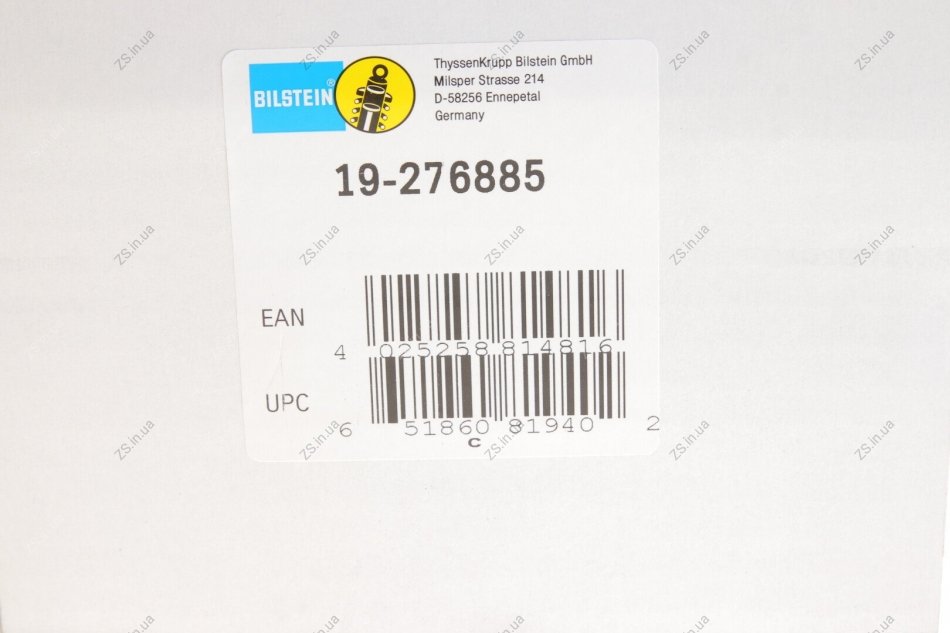 BILSTEIN®
ThyssenKrupp Bilstein GmbH
Milsper Strasse 214
D-58256 Ennepetal
Germany
19-276885
EAN
4 025258 814816
UPC
6 51860 81940 2
C
ZS.in.ua